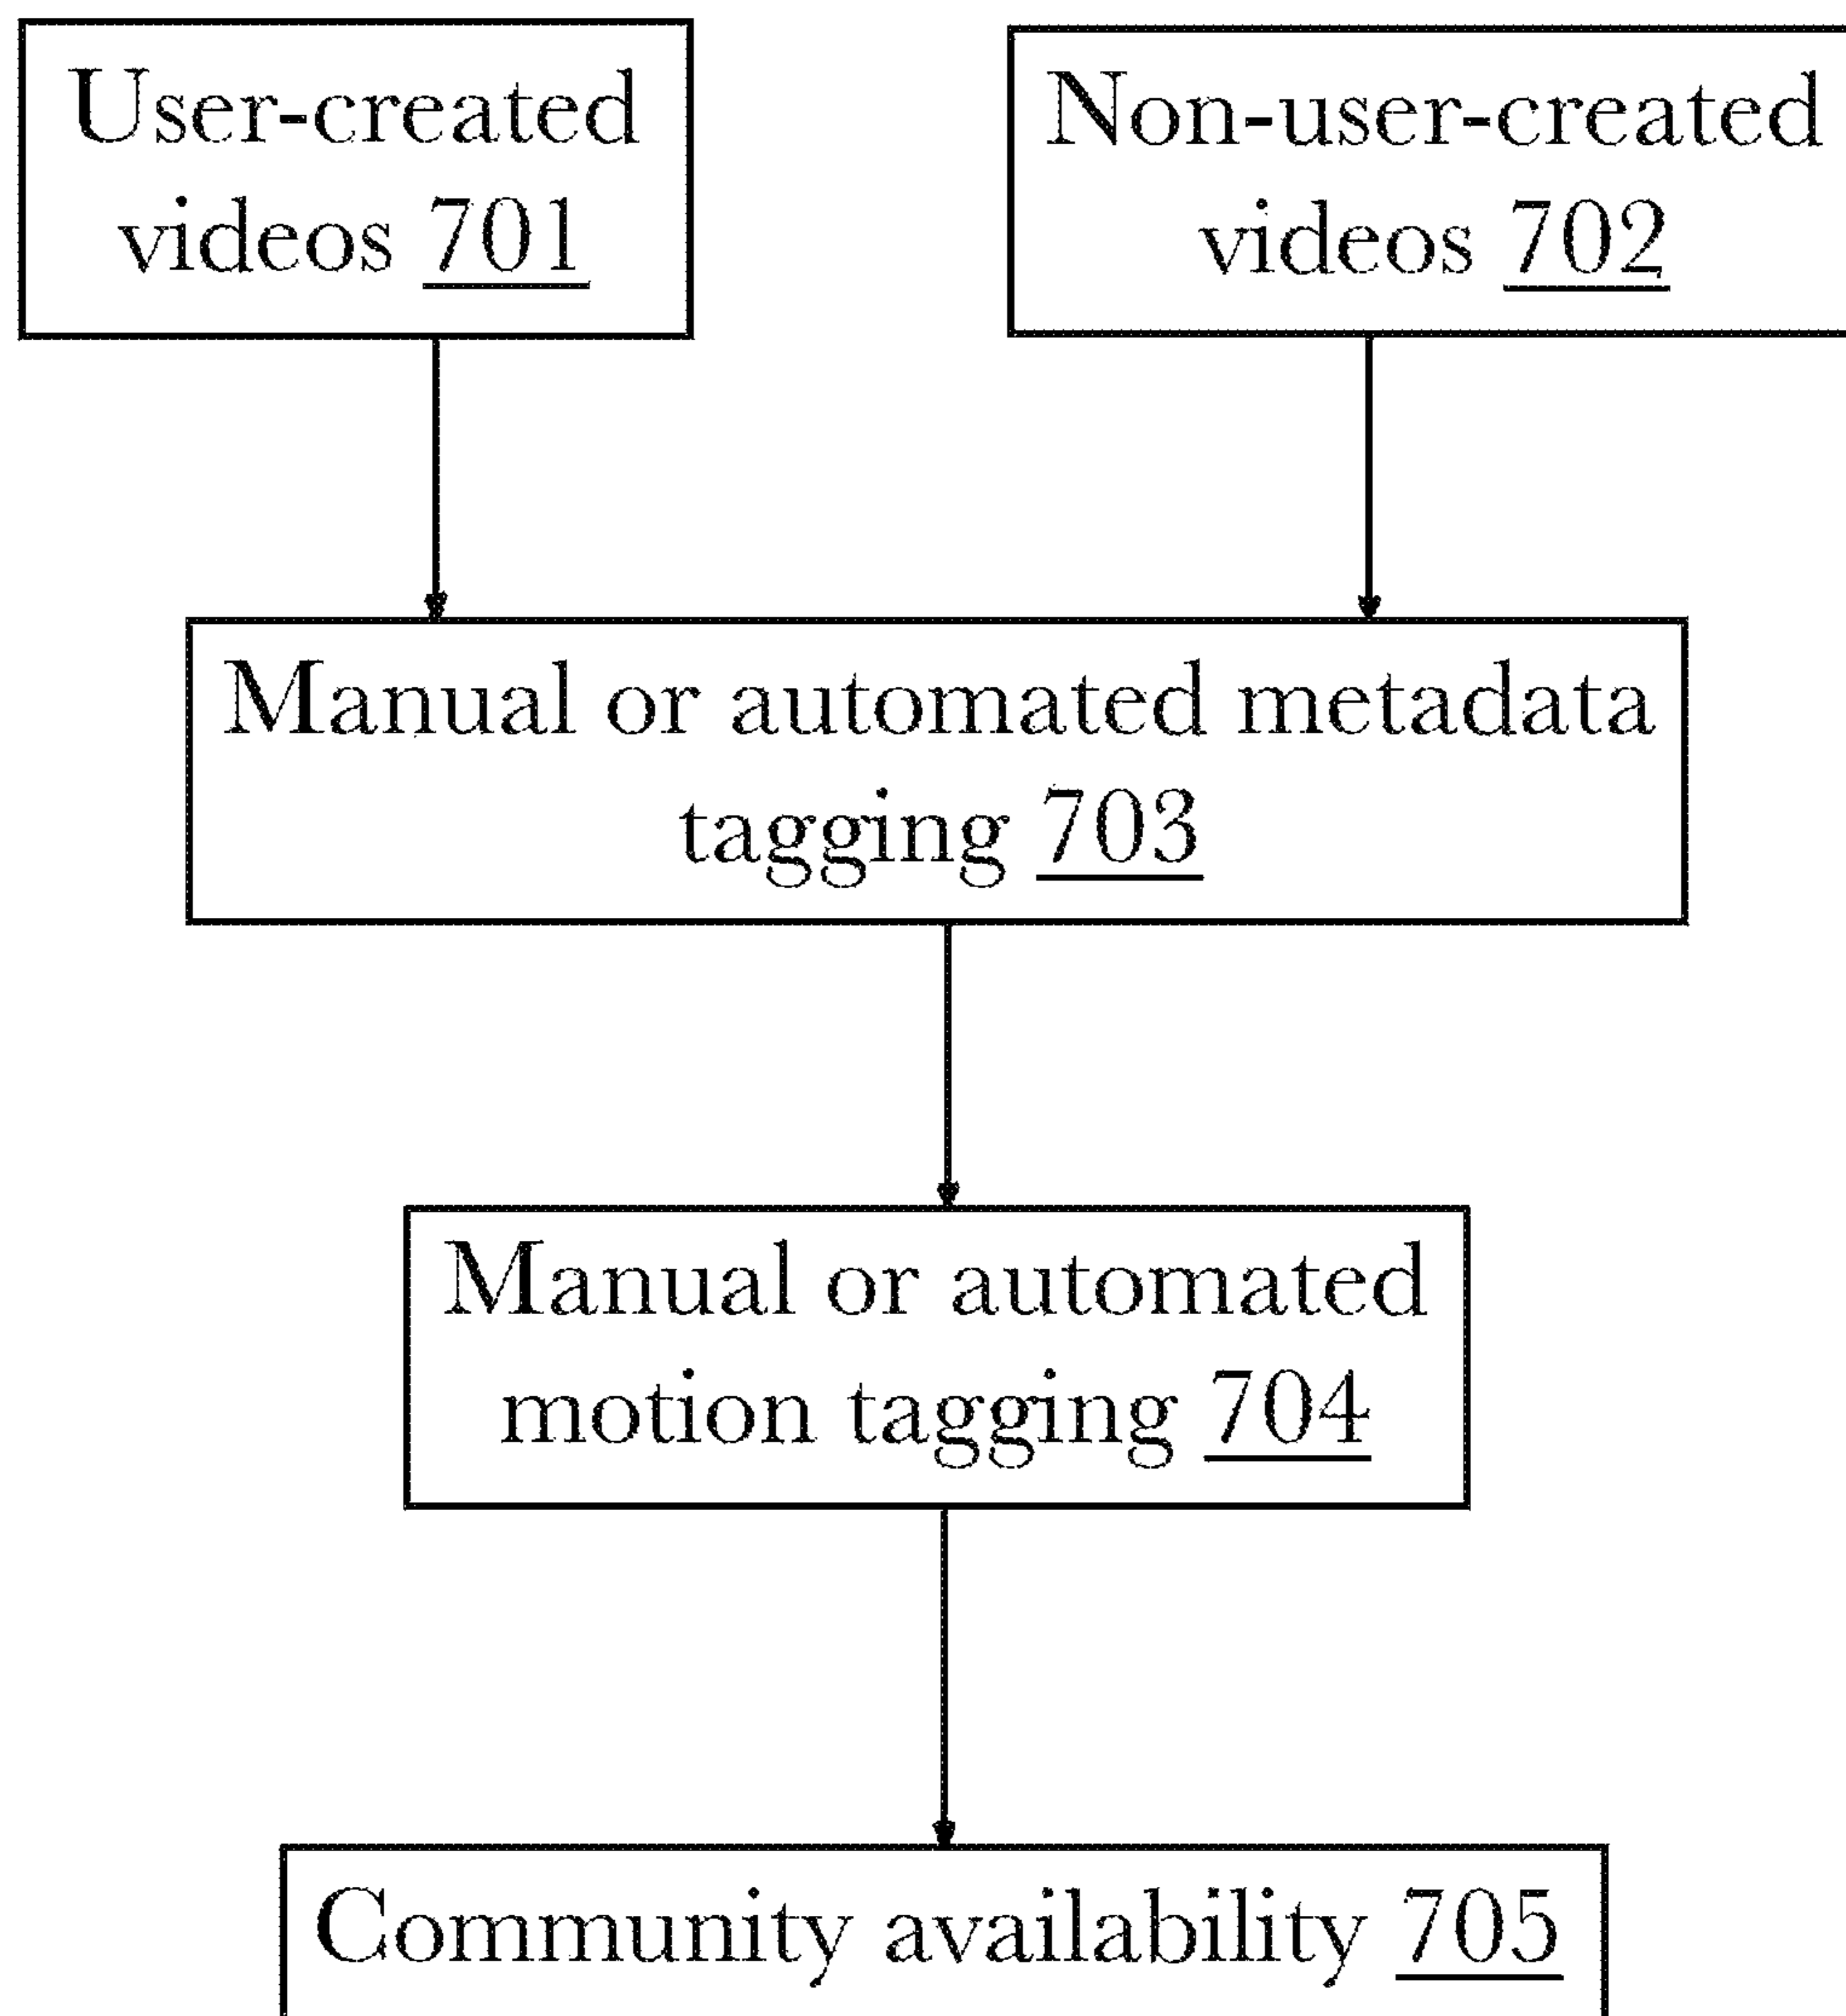 User-created
videos 701
Non-user-created
videos 702
Manual or automated metadata
tagging 703
Manual or automated
motion tagging 704
Community availability 705